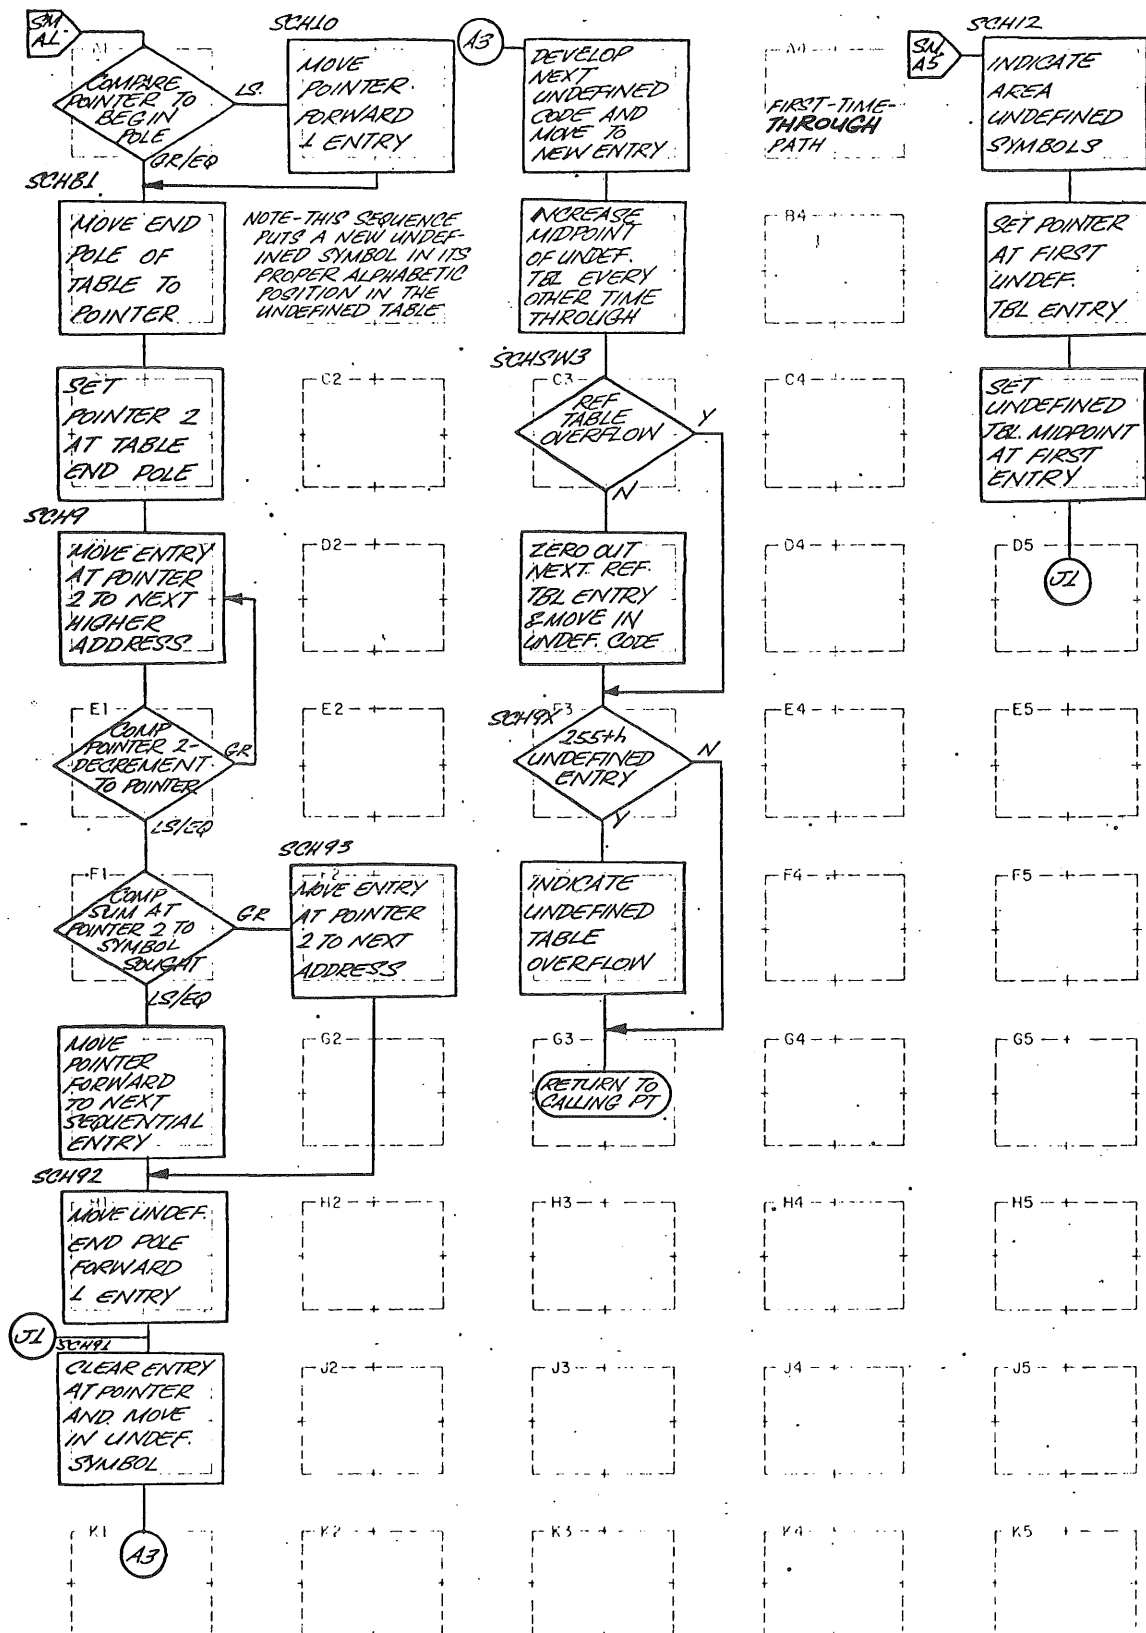 SM
A1
A1
COMPARE
POINTER TO
BEGIN
POLE
LS
GR/EQ
SCH10
MOVE
POINTER
FORWARD
1 ENTRY
SCH81
MOVE END
POLE OF
TABLE TO
POINTER
NOTE-THIS SEQUENCE
PUTS A NEW UNDEF-
INED SYMBOL IN ITS
PROPER ALPHABETIC
POSITION IN THE
UNDEFINED TABLE
SET
POINTER 2
AT TABLE
END POLE
C2
SCH9
MOVE ENTRY
AT POINTER
2 TO NEXT
HIGHER
ADDRESS
D2
E1
COMP
POINTER 2-
DECREMENT
TO POINTER
GR
LS/EQ
E2
F1
COMP
SUM AT
POINTER 2 TO
SYMBOL
SOUGHT
GR
LS/EQ
SCH93
F2
MOVE ENTRY
AT POINTER
2 TO NEXT
ADDRESS
MOVE
POINTER
FORWARD
TO NEXT
SEQUENTIAL
ENTRY
G2
SCH92
H1
MOVE UNDEF.
END POLE
FORWARD
1 ENTRY
H2
J1
SCH91
CLEAR ENTRY
AT POINTER
AND MOVE
IN UNDEF.
SYMBOL
J2
K1
A3
K2
A3
DEVELOP
NEXT
UNDEFINED
CODE AND
MOVE TO
NEW ENTRY
INCREASE
MIDPOINT
OF UNDEF.
TBL EVERY
OTHER TIME
THROUGH
SCHSW3
C3
REF
TABLE
OVERFLOW
Y
N
ZERO OUT
NEXT REF.
TBL ENTRY
& MOVE IN
UNDEF. CODE
SCH9X
E3
255th
UNDEFINED
ENTRY
N
Y
INDICATE
UNDEFINED
TABLE
OVERFLOW
G3
RETURN TO
CALLING PT
H3
J3
K3
A4
FIRST-TIME-
THROUGH
PATH
B4
C4
D4
E4
F4
G4
H4
J4
K4
SM
A5
SCH12
INDICATE
AREA
UNDEFINED
SYMBOLS
SET POINTER
AT FIRST
UNDEF.
TBL ENTRY
SET
UNDEFINED
TBL. MIDPOINT
AT FIRST
ENTRY
D5
J1
E5
F5
G5
H5
J5
K5